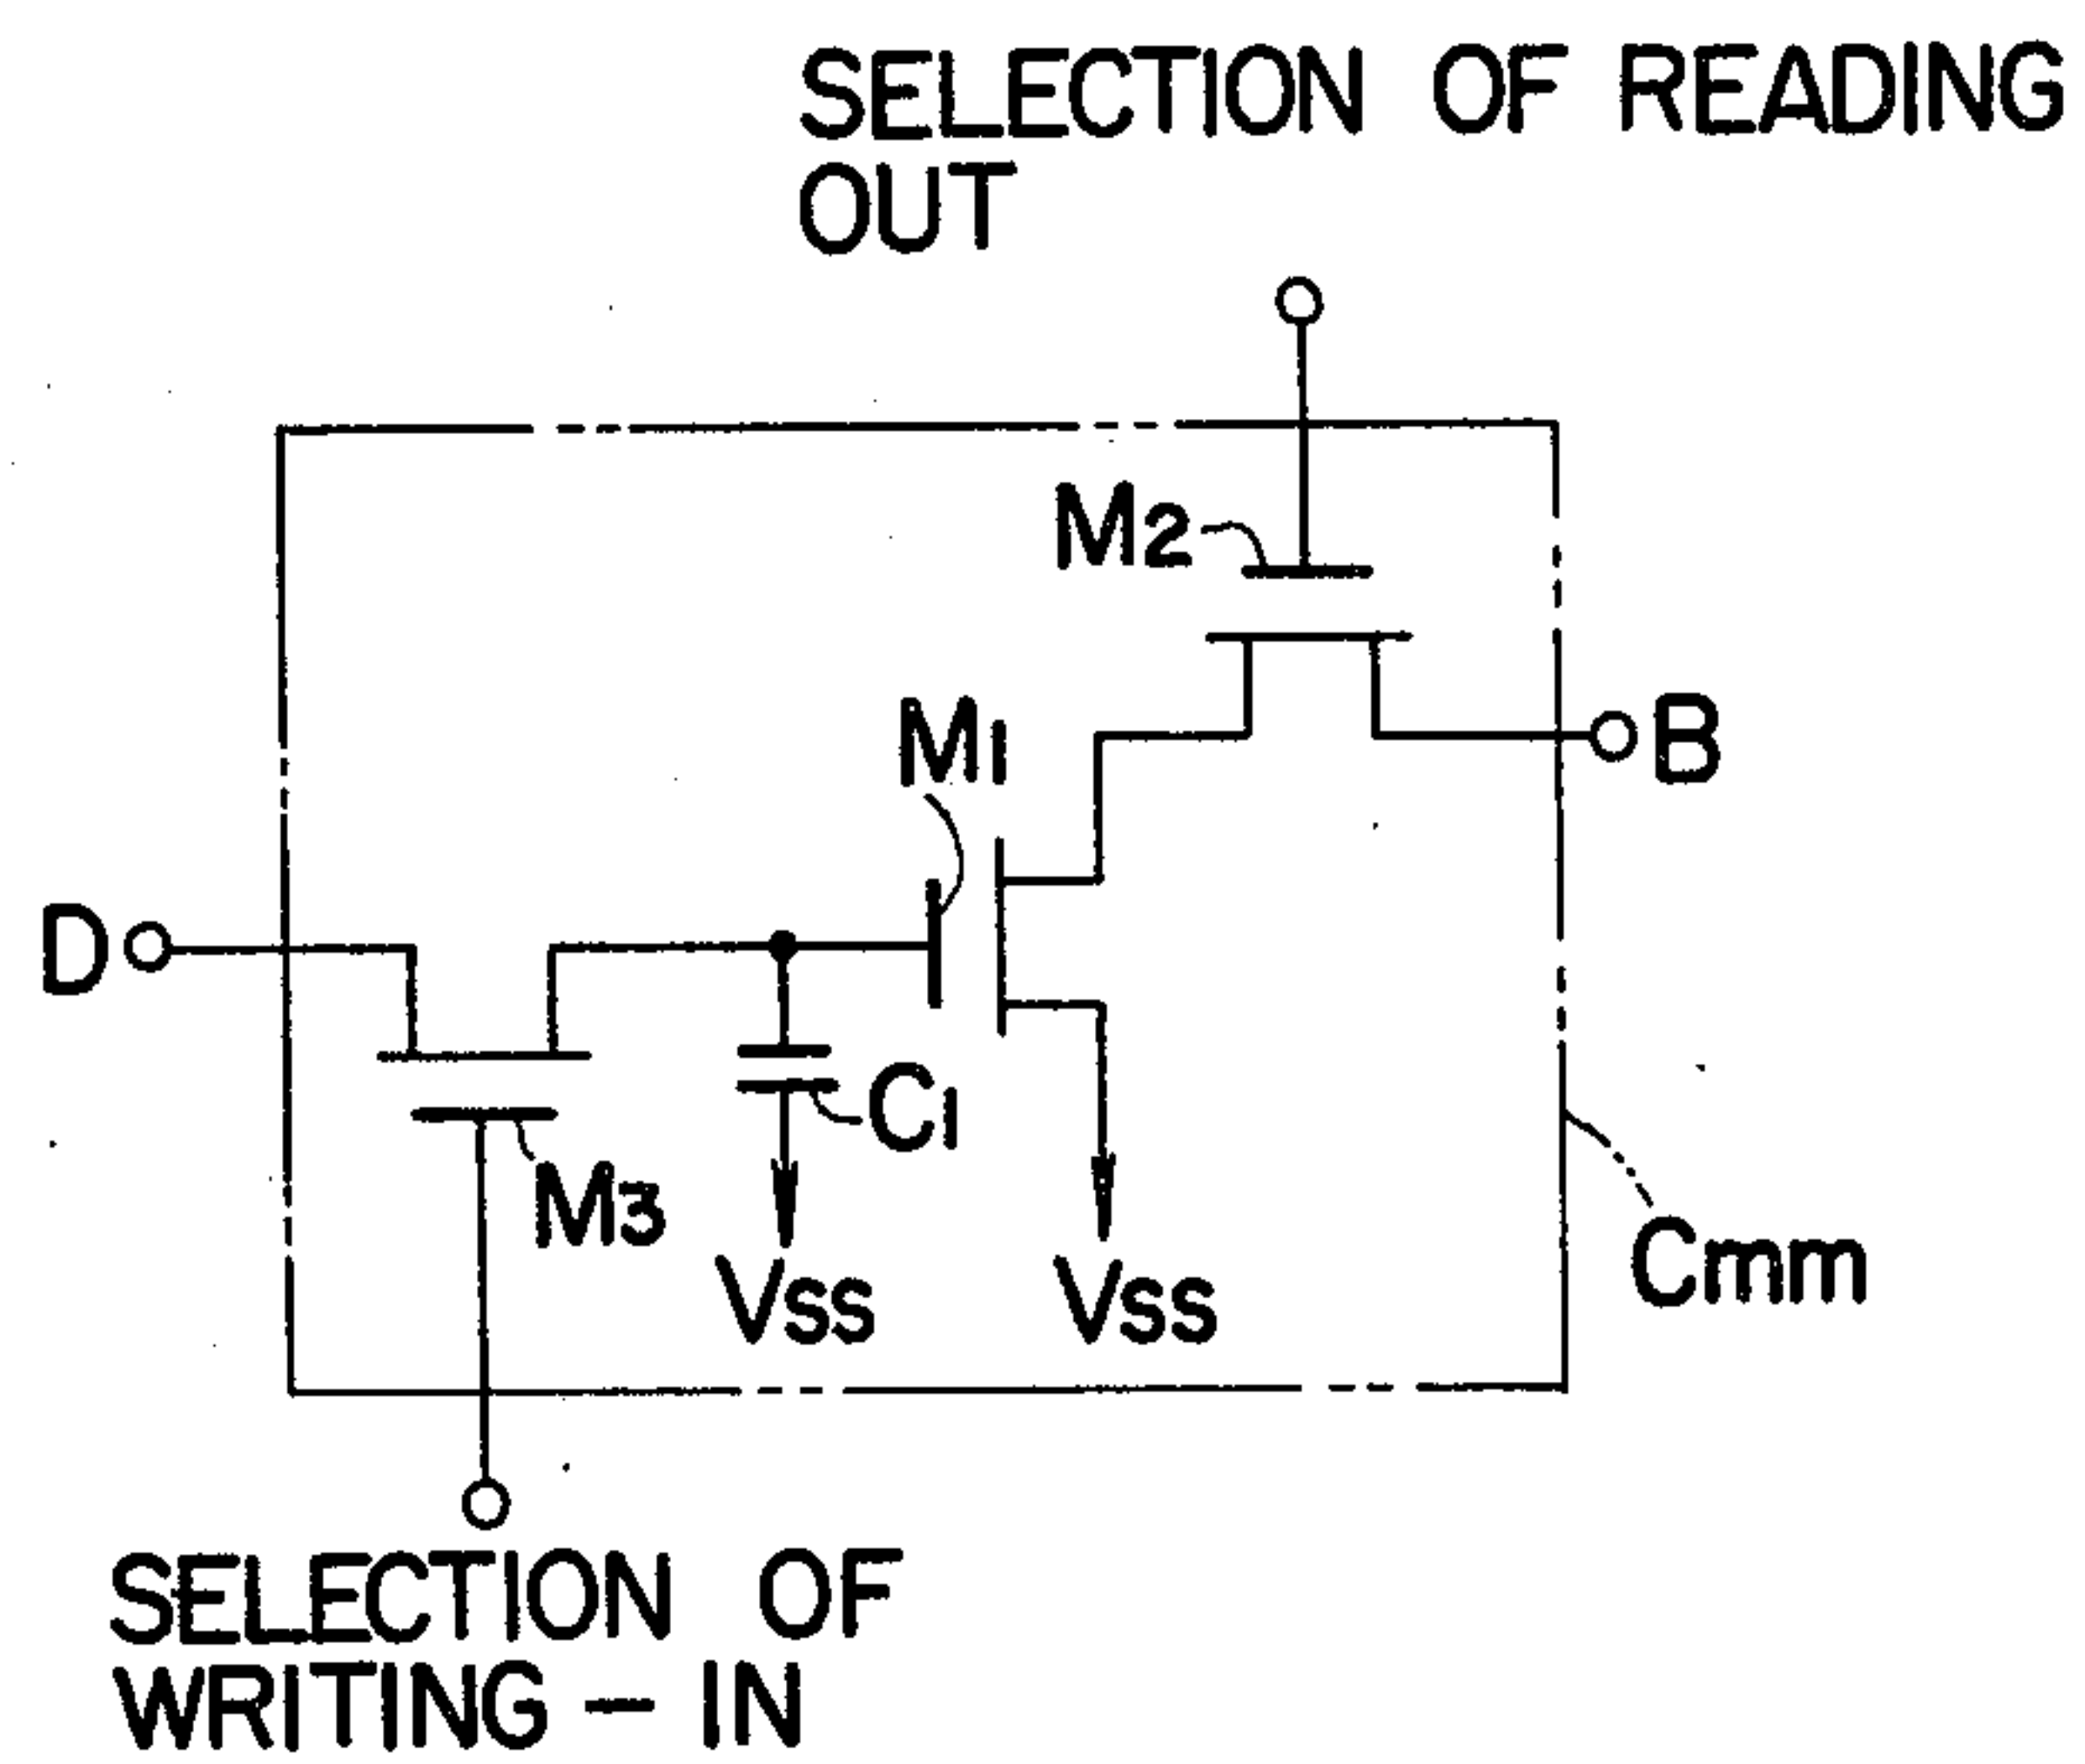 SELECTION OF READING
OUT
M2
M1
B
D
C1
M3
Vss
Vss
Cmm
SELECTION OF
WRITING - IN